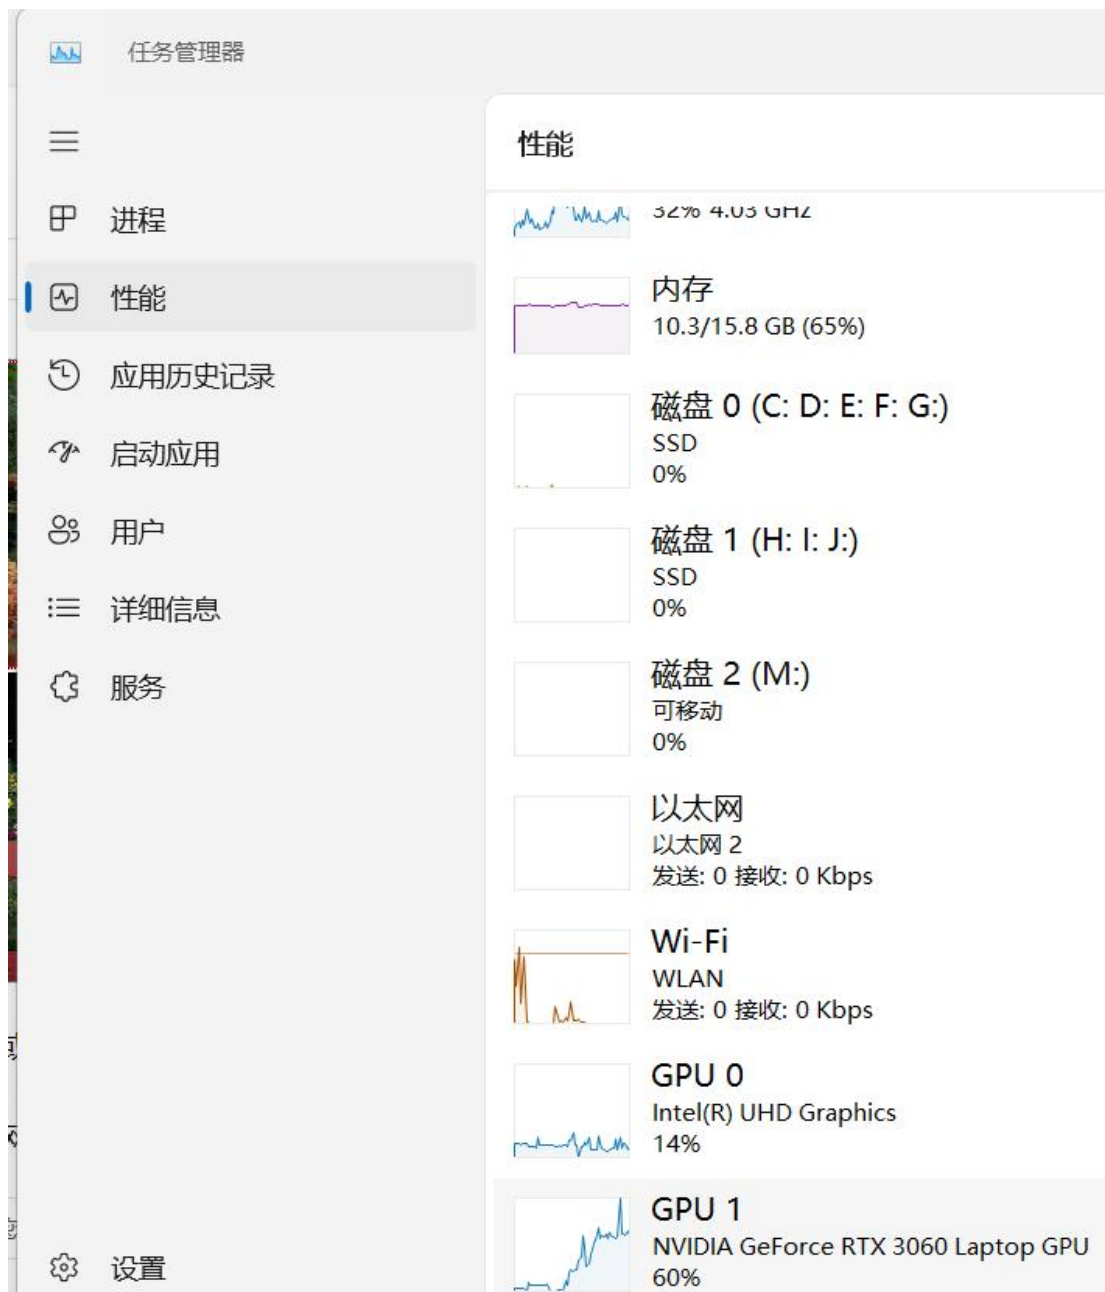 任务管理器
性能
进程
性能
应用历史记录
启动应用
用户
详细信息
服务
设置
32% 4.03 GHz
内存
10.3/15.8 GB (65%)
磁盘 0 (C: D: E: F: G:)
SSD
0%
磁盘 1 (H: I: J:)
SSD
0%
磁盘 2 (M:)
可移动
0%
以太网
以太网 2
发送: 0 接收: 0 Kbps
Wi-Fi
WLAN
发送: 0 接收: 0 Kbps
GPU 0
Intel(R) UHD Graphics
14%
GPU 1
NVIDIA GeForce RTX 3060 Laptop GPU
60%